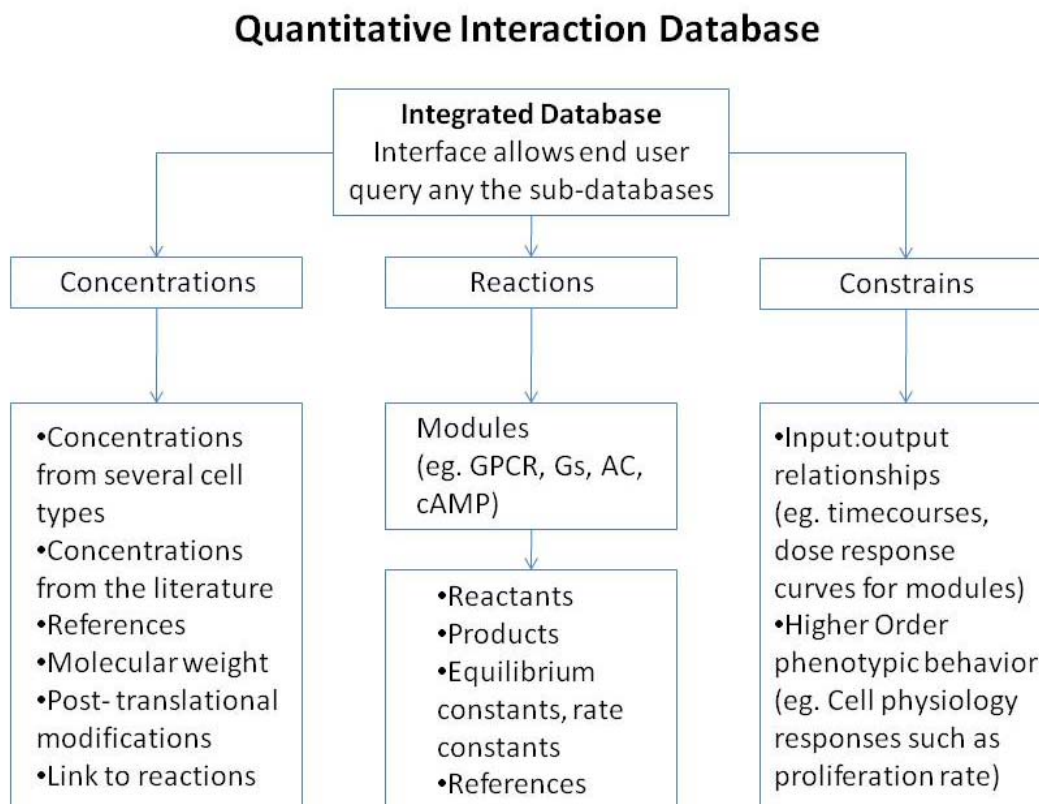 Quantitative Interaction Database
Integrated Database
Interface allows end user
query any the sub-databases
Concentrations
Reactions
Constrains
•Concentrations
from several cell
types
•Concentrations
from the literature
•References
•Molecular weight
•Post- translational
modifications
•Link to reactions
Modules
(eg. GPCR, Gs, AC,
cAMP)
•Reactants
•Products
•Equilibrium
constants, rate
constants
•References
•Input:output
relationships
(eg. timecourses,
dose response
curves for modules)
•Higher Order
phenotypic behavior
(eg. Cell physiology
responses such as
proliferation rate)